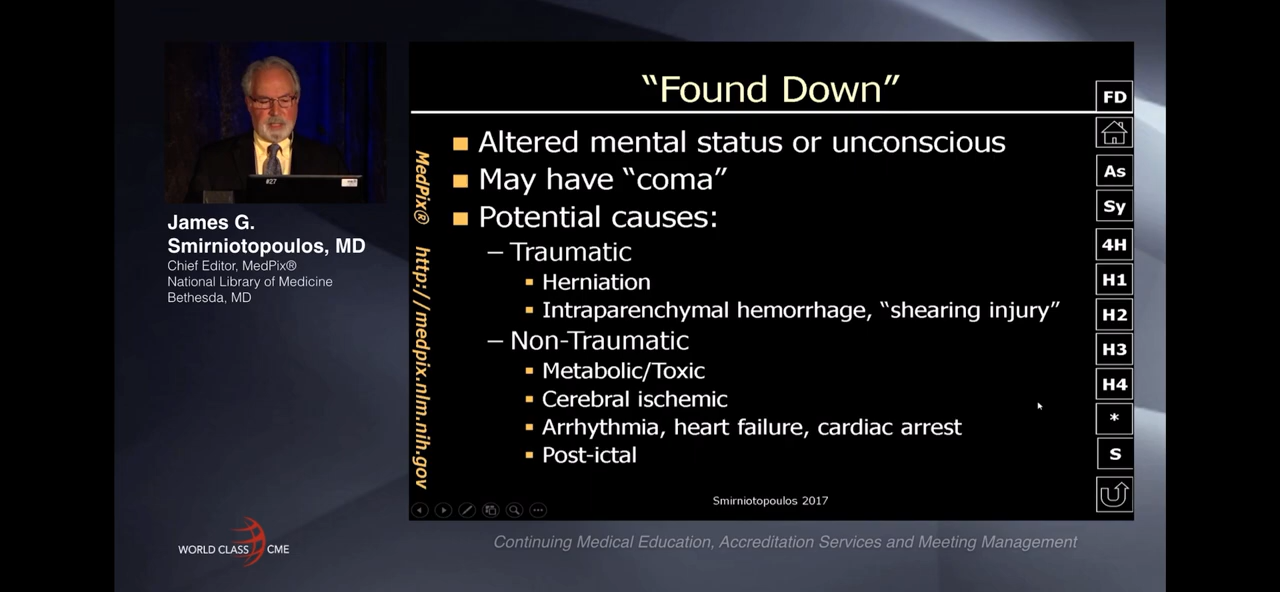 “Found Down”
Altered mental status or unconscious
May have “coma”
Potential causes:
– Traumatic
Herniation
Intraparenchymal hemorrhage, “shearing injury”
– Non-Traumatic
Metabolic/Toxic
Cerebral ischemic
Arrhythmia, heart failure, cardiac arrest
Post-ictal
Smirniotopoulos 2017
MedPix® http://medpix.nlm.nih.gov
FD
As
Sy
4H
H1
H2
H3
H4
*
S
#27
James G.
Smirniotopoulos, MD
Chief Editor, MedPix®
National Library of Medicine
Bethesda, MD
WORLD CLASS CME
Continuing Medical Education, Accreditation Services and Meeting Management